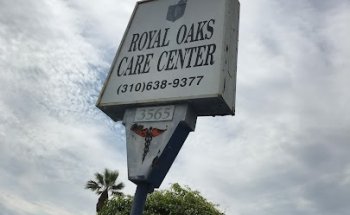 ROYAL OAKS
CARE CENTER
(310)638-9377
3565